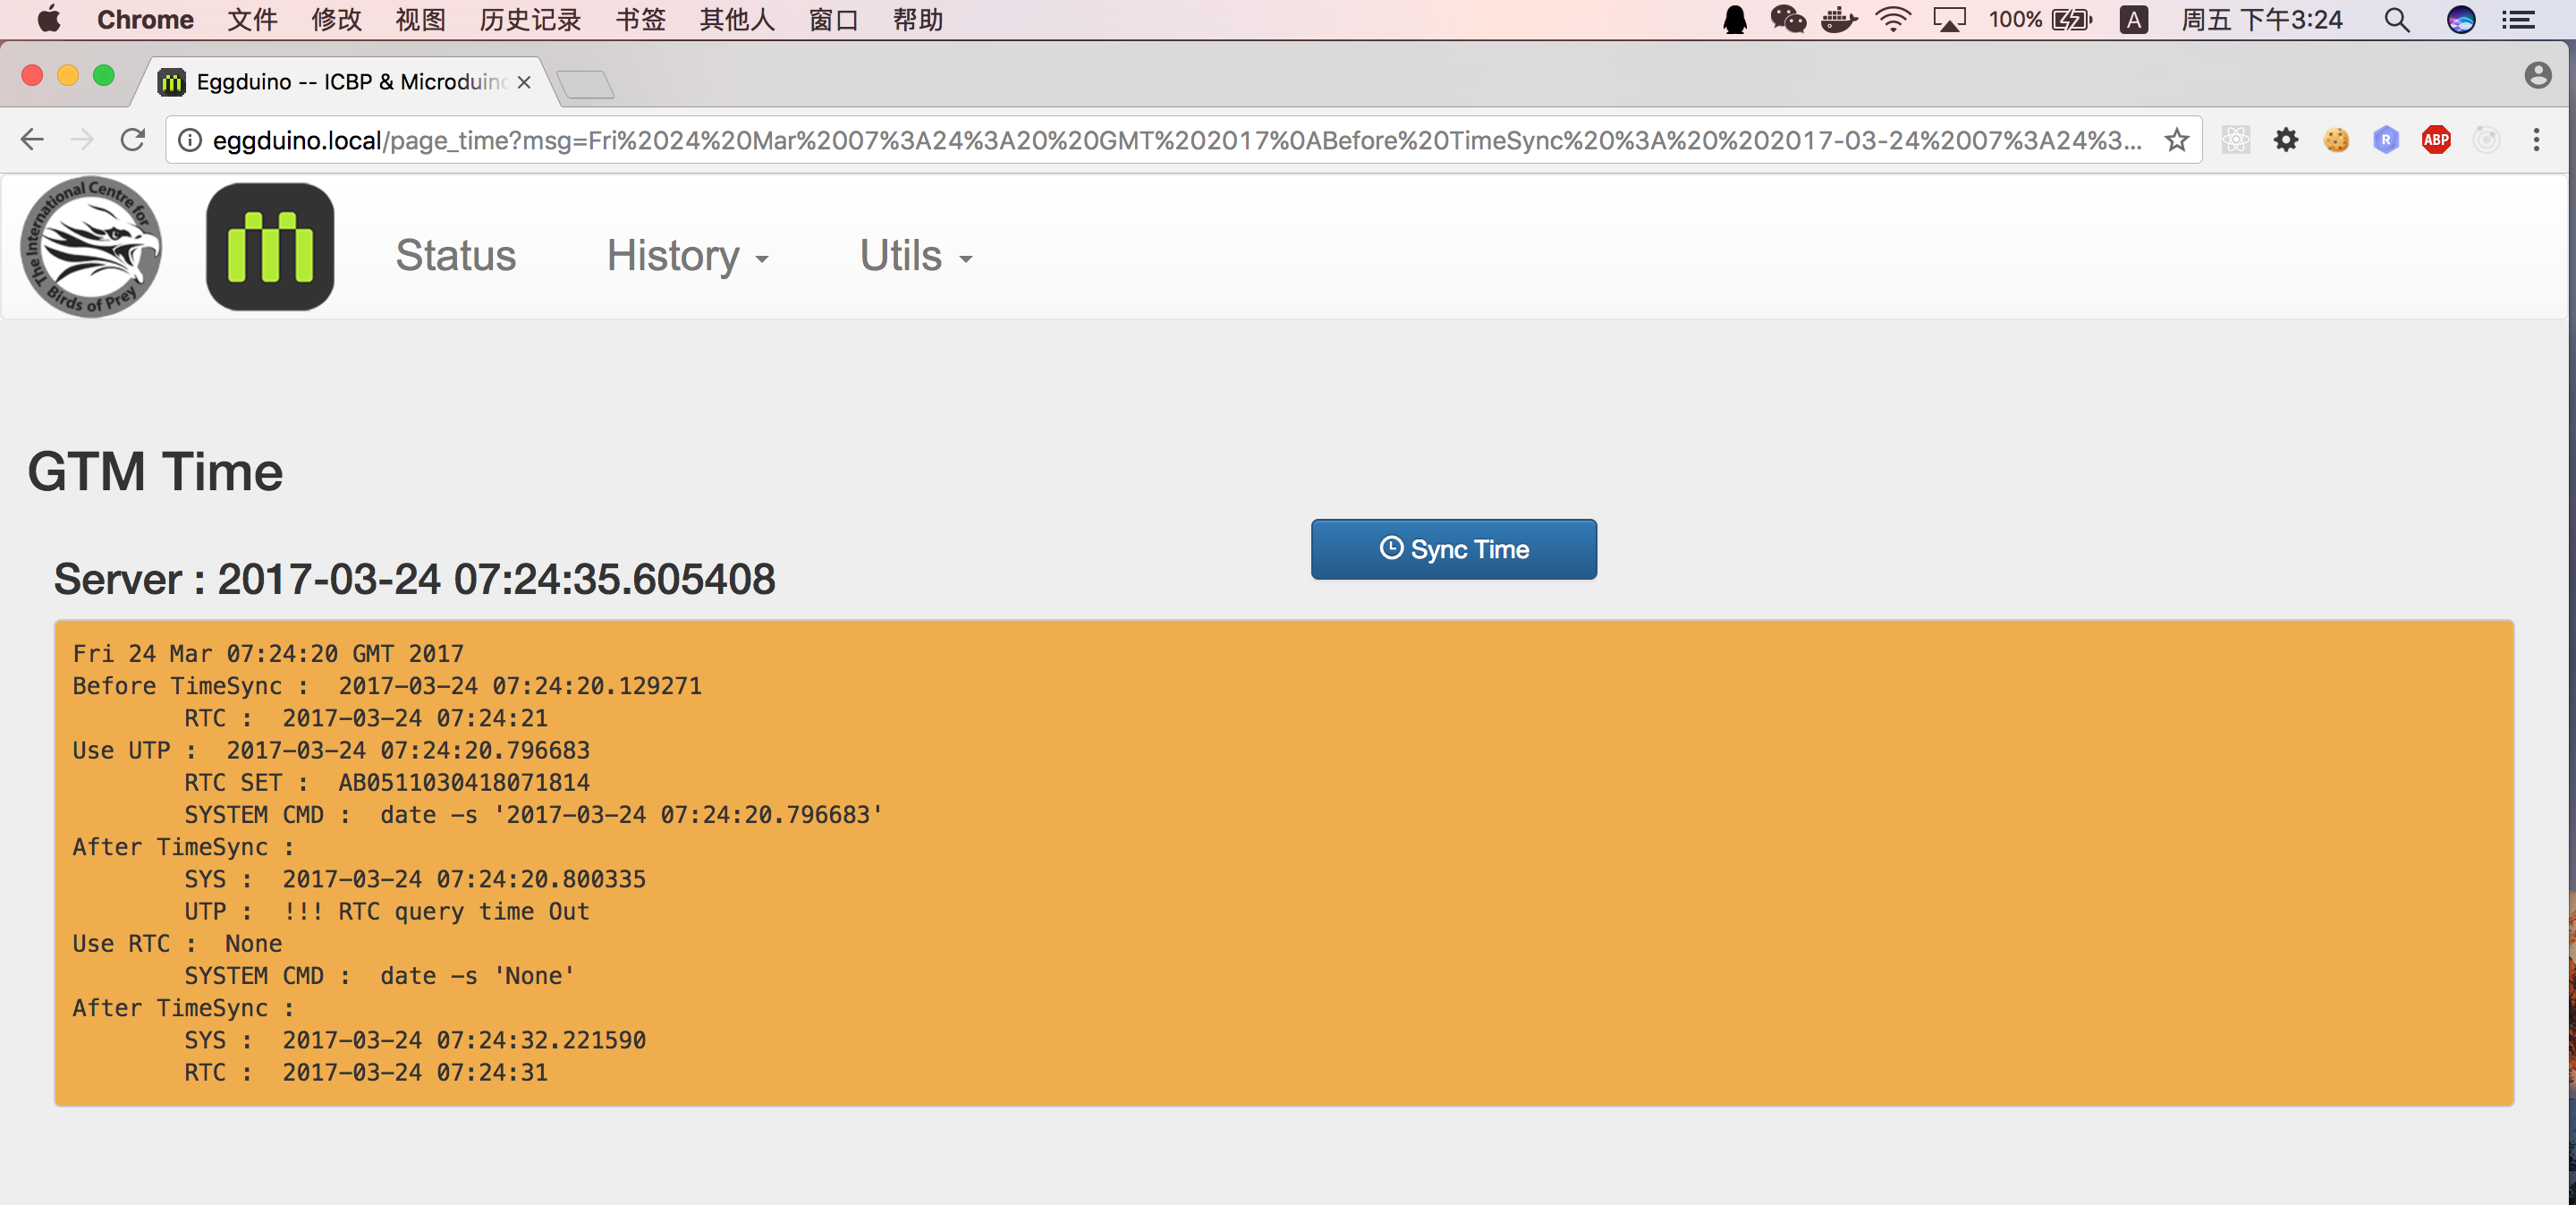 Chrome 文件 修改 视图 历史记录 书签 其他人 窗口 帮助 100% A 周五 下午3:24
Eggduino -- ICBP & Microduino
eggduino.local/page_time?msg=Fri%2024%20Mar%2007%3A24%3A20%20GMT%202017%0ABefore%20TimeSync%20%3A%20%202017-03-24%2007%3A24%3... R ABP
The International Centre for Birds of Prey
Status History Utils
GTM Time
Sync Time
Server : 2017-03-24 07:24:35.605408
Fri 24 Mar 07:24:20 GMT 2017
Before TimeSync : 2017-03-24 07:24:20.129271
RTC : 2017-03-24 07:24:21
Use UTP : 2017-03-24 07:24:20.796683
RTC SET : AB0511030418071814
SYSTEM CMD : date -s '2017-03-24 07:24:20.796683'
After TimeSync :
SYS : 2017-03-24 07:24:20.800335
UTP : !!! RTC query time Out
Use RTC : None
SYSTEM CMD : date -s 'None'
After TimeSync :
SYS : 2017-03-24 07:24:32.221590
RTC : 2017-03-24 07:24:31